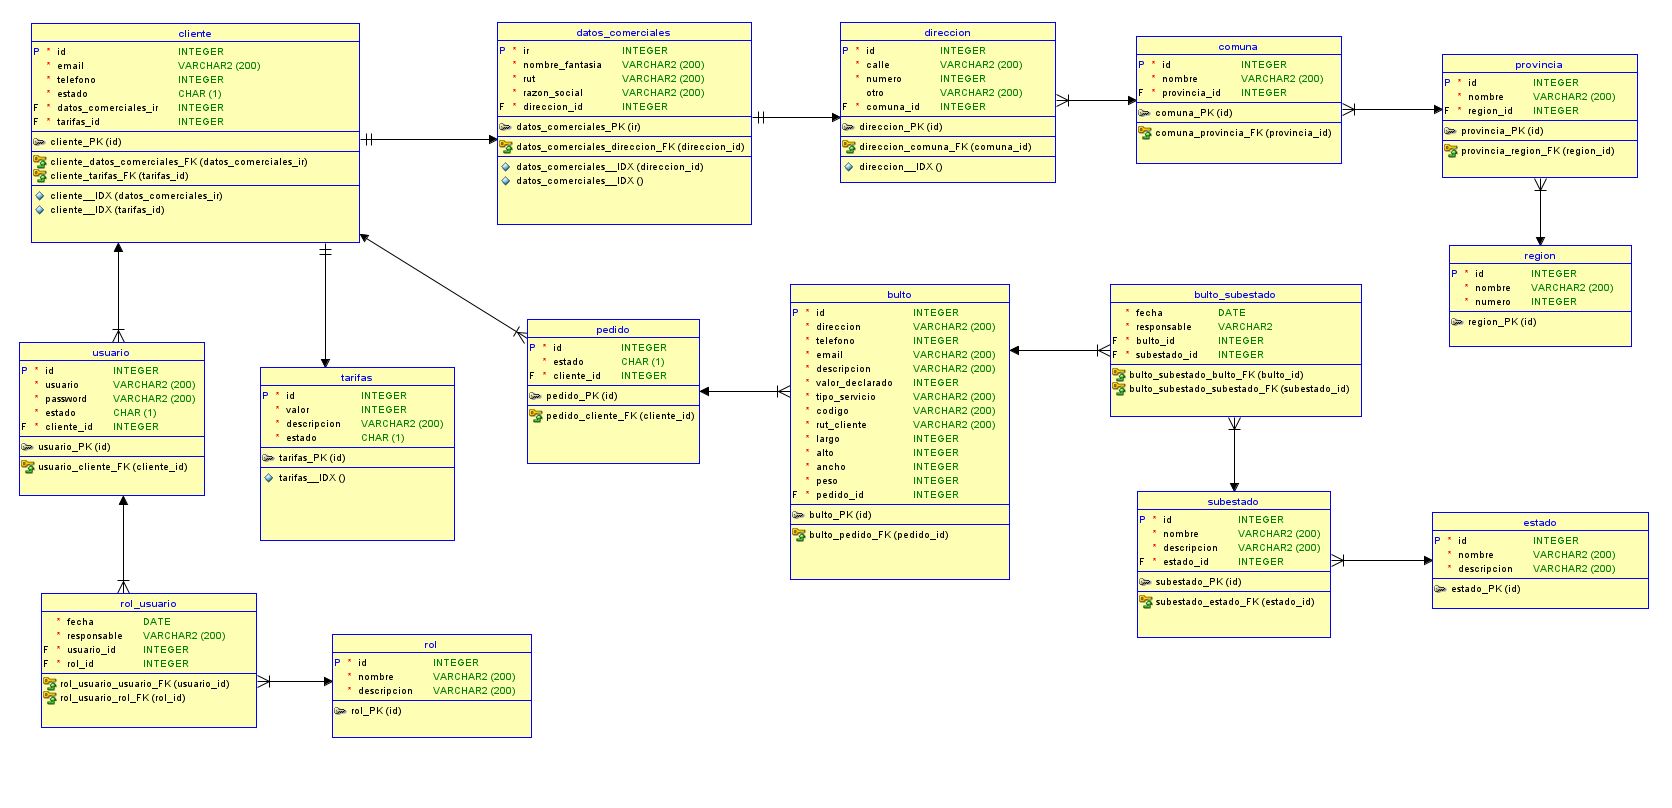 cliente
P * id INTEGER
* email VARCHAR2 (200)
* telefono INTEGER
* estado CHAR (1)
F * datos_comerciales_ir INTEGER
F * tarifas_id INTEGER
cliente_PK (id)
cliente_datos_comerciales_FK (datos_comerciales_ir)
cliente_tarifas_FK (tarifas_id)
cliente__IDX (datos_comerciales_ir)
cliente__IDX (tarifas_id)
datos_comerciales
P * ir INTEGER
* nombre_fantasia VARCHAR2 (200)
* rut VARCHAR2 (200)
* razon_social VARCHAR2 (200)
F * direccion_id INTEGER
datos_comerciales_PK (ir)
datos_comerciales_direccion_FK (direccion_id)
datos_comerciales__IDX (direccion_id)
datos_comerciales__IDX ()
direccion
P * id INTEGER
* calle VARCHAR2 (200)
* numero INTEGER
otro VARCHAR2 (200)
F * comuna_id INTEGER
direccion_PK (id)
direccion_comuna_FK (comuna_id)
direccion__IDX ()
comuna
P * id INTEGER
* nombre VARCHAR2 (200)
F * provincia_id INTEGER
comuna_PK (id)
comuna_provincia_FK (provincia_id)
provincia
P * id INTEGER
* nombre VARCHAR2 (200)
F * region_id INTEGER
provincia_PK (id)
provincia_region_FK (region_id)
region
P * id INTEGER
* nombre VARCHAR2 (200)
* numero INTEGER
region_PK (id)
usuario
P * id INTEGER
* usuario VARCHAR2 (200)
* password VARCHAR2 (200)
* estado CHAR (1)
F * cliente_id INTEGER
usuario_PK (id)
usuario_cliente_FK (cliente_id)
tarifas
P * id INTEGER
* valor INTEGER
* descripcion VARCHAR2 (200)
* estado CHAR (1)
tarifas_PK (id)
tarifas__IDX ()
pedido
P * id INTEGER
* estado CHAR (1)
F * cliente_id INTEGER
pedido_PK (id)
pedido_cliente_FK (cliente_id)
bulto
P * id INTEGER
* direccion VARCHAR2 (200)
* telefono INTEGER
* email VARCHAR2 (200)
* descripcion VARCHAR2 (200)
* valor_declarado INTEGER
* tipo_servicio VARCHAR2 (200)
* codigo VARCHAR2 (200)
* rut_cliente VARCHAR2 (200)
* largo INTEGER
* alto INTEGER
* ancho INTEGER
* peso INTEGER
F * pedido_id INTEGER
bulto_PK (id)
bulto_pedido_FK (pedido_id)
bulto_subestado
* fecha DATE
* responsable VARCHAR2
F * bulto_id INTEGER
F * subestado_id INTEGER
bulto_subestado_bulto_FK (bulto_id)
bulto_subestado_subestado_FK (subestado_id)
subestado
P * id INTEGER
* nombre VARCHAR2 (200)
* descripcion VARCHAR2 (200)
F * estado_id INTEGER
subestado_PK (id)
subestado_estado_FK (estado_id)
estado
P * id INTEGER
* nombre VARCHAR2 (200)
* descripcion VARCHAR2 (200)
estado_PK (id)
rol_usuario
* fecha DATE
* responsable VARCHAR2 (200)
F * usuario_id INTEGER
F * rol_id INTEGER
rol_usuario_usuario_FK (usuario_id)
rol_usuario_rol_FK (rol_id)
rol
P * id INTEGER
* nombre VARCHAR2 (200)
* descripcion VARCHAR2 (200)
rol_PK (id)